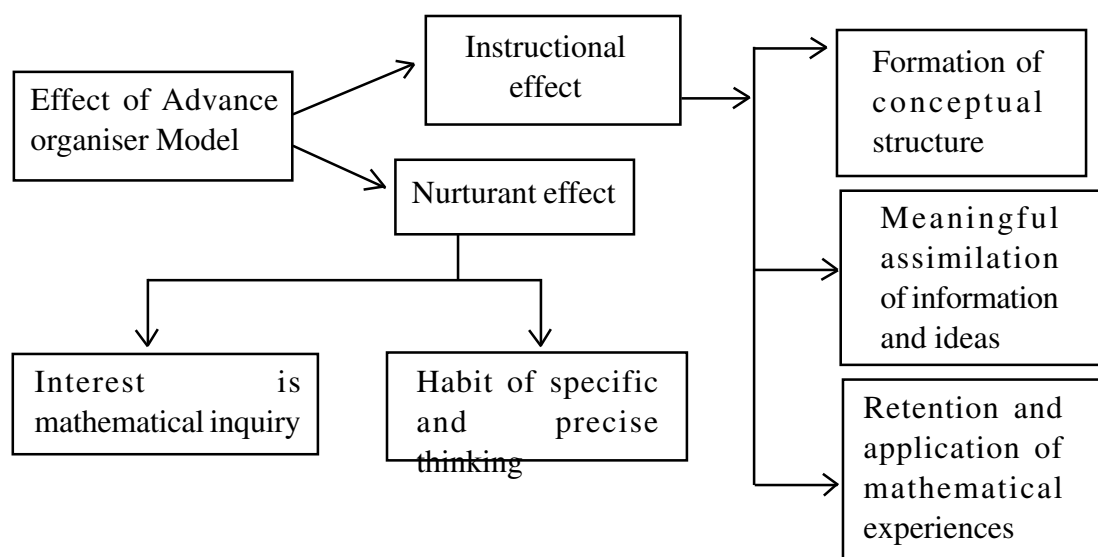 Effect of Advance
organiser Model
Instructional
effect
Nurturant effect
Interest is
mathematical inquiry
Habit of specific
and precise
thinking
Formation of
conceptual
structure
Meaningful
assimilation
of information
and ideas
Retention and
application of
mathematical
experiences